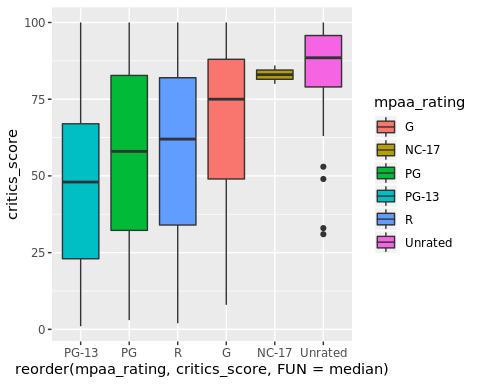 critics_score
100
75
50
25
0
PG-13 PG R G NC-17 Unrated
reorder(mpaa_rating, critics_score, FUN = median)
mpaa_rating
G
NC-17
PG
PG-13
R
Unrated